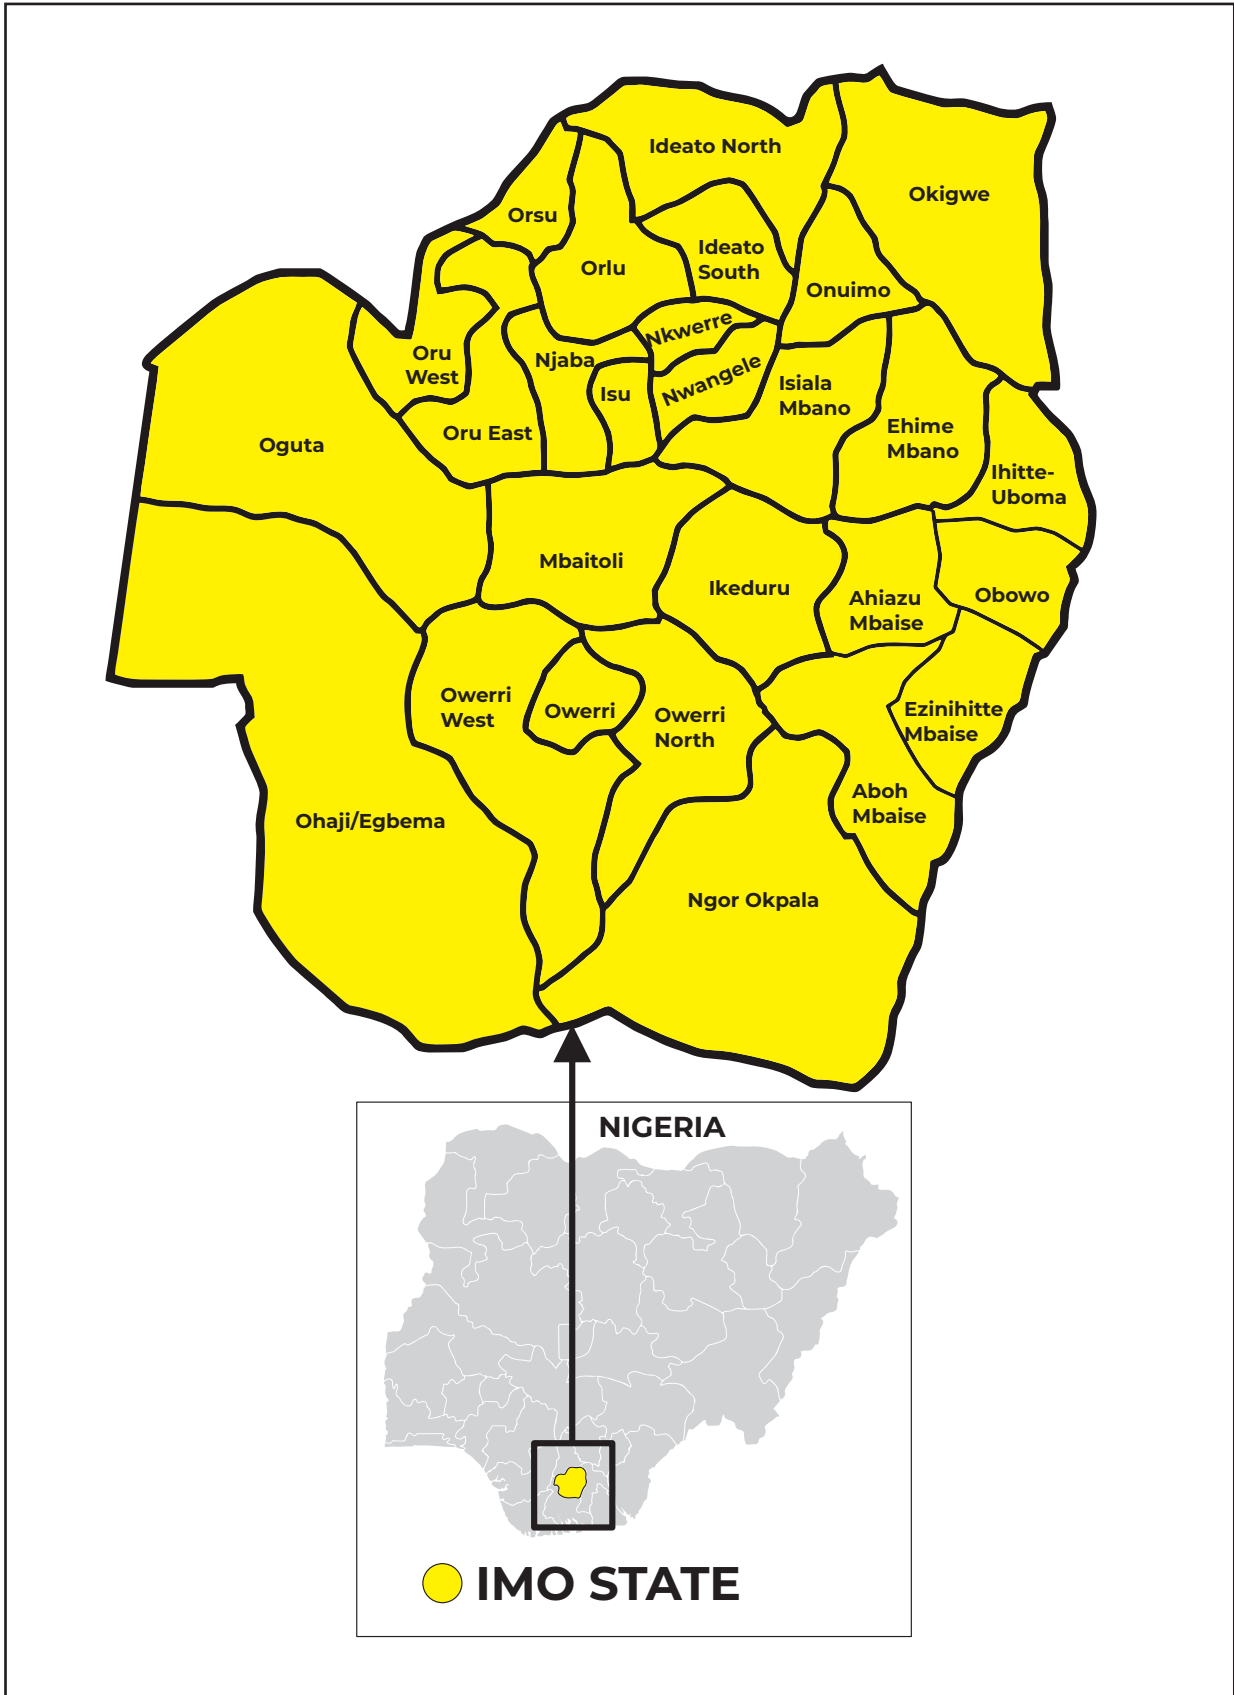 Ideato North
Okigwe
Orsu
Ideato
South
Orlu
Onuimo
Nkwerre
Oru
West
Njaba
Isu
Nwangele
Isiala
Mbano
Oguta
Oru East
Ehime
Mbano
Ihitte-
Uboma
Mbaitoli
Ikeduru
Ahiazu
Mbaise
Obowo
Owerri
West
Owerri
Owerri
North
Ezinihitte
Mbaise
Ohaji/Egbema
Aboh
Mbaise
Ngor Okpala
NIGERIA
IMO STATE